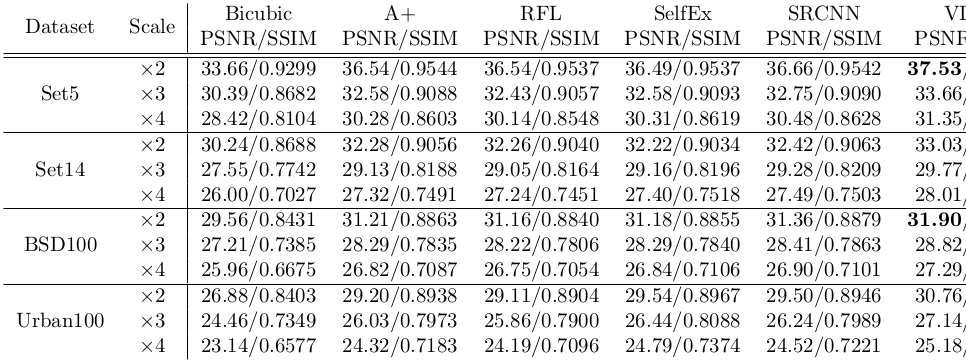 Dataset Scale Bicubic A+ RFL SelfEx SRCNN
PSNR/SSIM PSNR/SSIM PSNR/SSIM PSNR/SSIM PSNR/SSIM
Set5 ×2 33.66/0.9299 36.54/0.9544 36.54/0.9537 36.49/0.9537 36.66/0.9542 37.53/
×3 30.39/0.8682 32.58/0.9088 32.43/0.9057 32.58/0.9093 32.75/0.9090 33.66/
×4 28.42/0.8104 30.28/0.8603 30.14/0.8548 30.31/0.8619 30.48/0.8628 31.35/
Set14 ×2 30.24/0.8688 32.28/0.9056 32.26/0.9040 32.22/0.9034 32.42/0.9063 33.03/
×3 27.55/0.7742 29.13/0.8188 29.05/0.8164 29.16/0.8196 29.28/0.8209 29.77/
×4 26.00/0.7027 27.32/0.7491 27.24/0.7451 27.40/0.7518 27.49/0.7503 28.01/
BSD100 ×2 29.56/0.8431 31.21/0.8863 31.16/0.8840 31.18/0.8855 31.36/0.8879 31.90/
×3 27.21/0.7385 28.29/0.7835 28.22/0.7806 28.29/0.7840 28.41/0.7863 28.82/
×4 25.96/0.6675 26.82/0.7087 26.75/0.7054 26.84/0.7106 26.90/0.7101 27.29/
Urban100 ×2 26.88/0.8403 29.20/0.8938 29.11/0.8904 29.54/0.8967 29.50/0.8946 30.76/
×3 24.46/0.7349 26.03/0.7973 25.86/0.7900 26.44/0.8088 26.24/0.7989 27.14/
×4 23.14/0.6577 24.32/0.7183 24.19/0.7096 24.79/0.7374 24.52/0.7221 25.18/